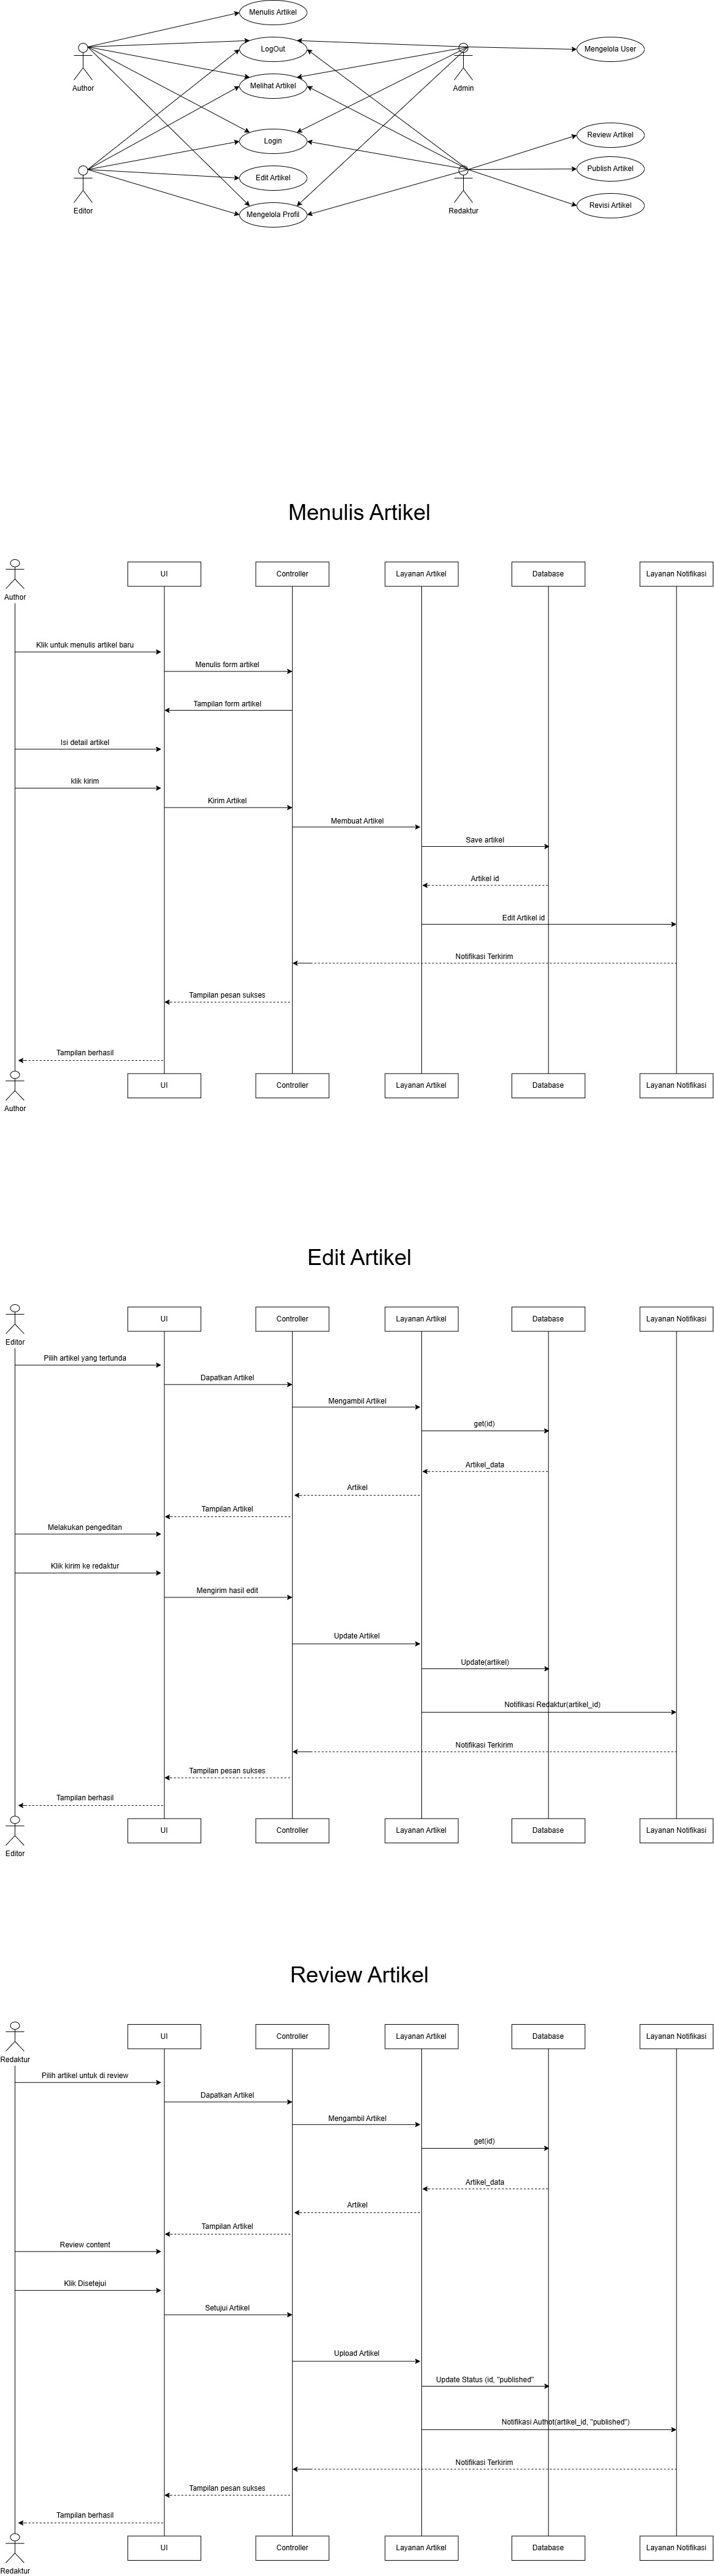 Menulis Artikel
LogOut
Mengelola User
Author
Admin
Melihat Artikel
Review Artikel
Login
Publish Artikel
Edit Artikel
Revisi Artikel
Editor
Redaktur
Mengelola Profil
Menulis Artikel
UI
Controller
Layanan Artikel
Database
Layanan Notifikasi
Author
Klik untuk menulis artikel baru
Menulis form artikel
Tampilan form artikel
Isi detail artikel
klik kirim
Kirim Artikel
Membuat Artikel
Save artikel
Artikel id
Edit Artikel id
Notifikasi Terkirim
Tampilan pesan sukses
Tampilan berhasil
UI
Controller
Layanan Artikel
Database
Layanan Notifikasi
Author
Edit Artikel
UI
Controller
Layanan Artikel
Database
Layanan Notifikasi
Editor
Pilih artikel yang tertunda
Dapatkan Artikel
Mengambil Artikel
get(id)
Artikel_data
Artikel
Tampilan Artikel
Melakukan pengeditan
Klik kirim ke redaktur
Mengirim hasil edit
Update Artikel
Update(artikel)
Notifikasi Redaktur(artikel_id)
Notifikasi Terkirim
Tampilan pesan sukses
Tampilan berhasil
UI
Controller
Layanan Artikel
Database
Layanan Notifikasi
Editor
Review Artikel
UI
Controller
Layanan Artikel
Database
Layanan Notifikasi
Redaktur
Pilih artikel untuk di review
Dapatkan Artikel
Mengambil Artikel
get(id)
Artikel_data
Artikel
Tampilan Artikel
Review content
Klik Disetejui
Setujui Artikel
Upload Artikel
Update Status (id, "published"
Notifikasi Authot(artikel_id, "published")
Notifikasi Terkirim
Tampilan pesan sukses
Tampilan berhasil
UI
Controller
Layanan Artikel
Database
Layanan Notifikasi
Redaktur